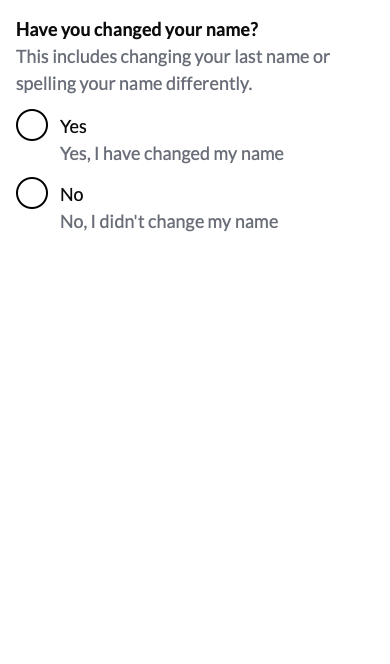 Have you changed your name?
This includes changing your last name or
spelling your name differently.
Yes
Yes, I have changed my name
No
No, I didn't change my name